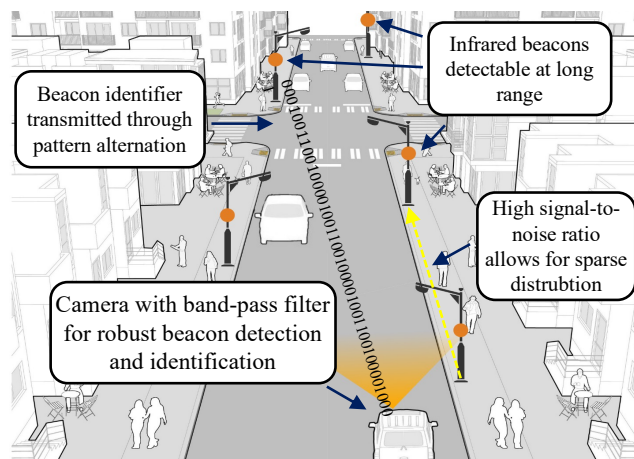 Infrared beacons
detectable at long
range
Beacon identifier
transmitted through
pattern alternation
High signal-to-
noise ratio
allows for sparse
distrubtion
Camera with band-pass filter
for robust beacon detection
and identification